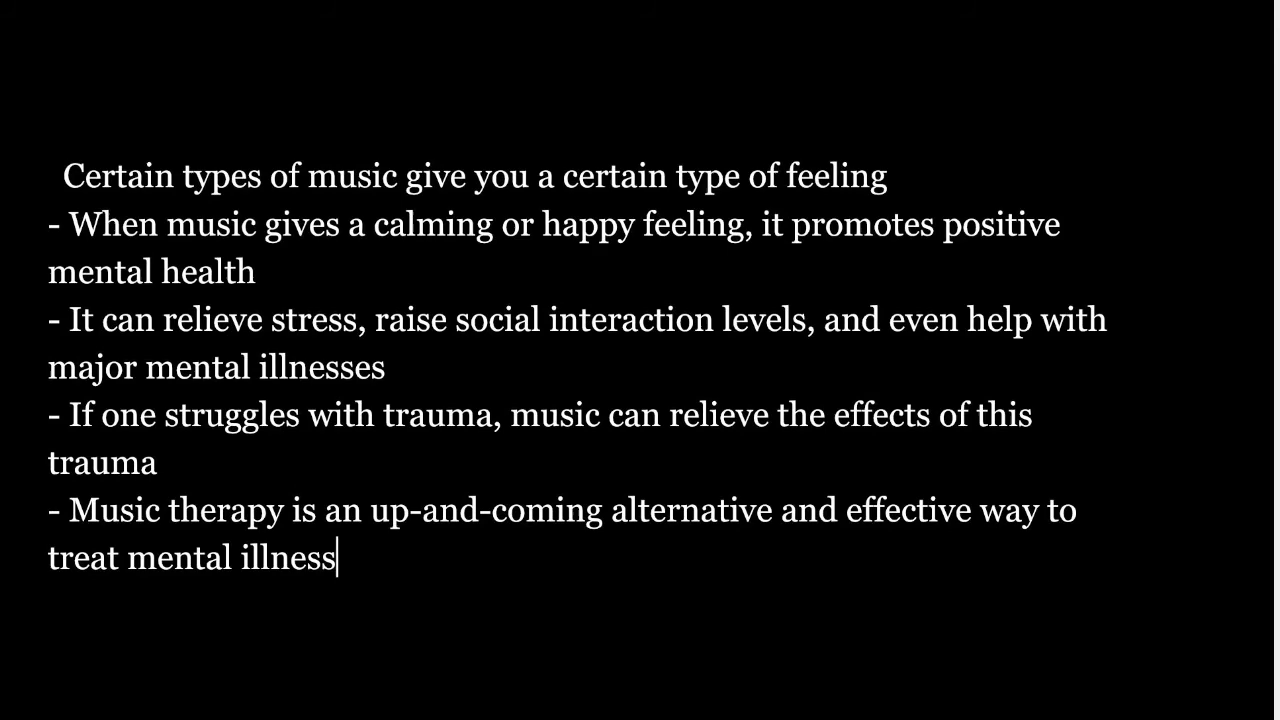 Certain types of music give you a certain type of feeling
- When music gives a calming or happy feeling, it promotes positive
mental health
- It can relieve stress, raise social interaction levels, and even help with
major mental illnesses
- If one struggles with trauma, music can relieve the effects of this
trauma
- Music therapy is an up-and-coming alternative and effective way to
treat mental illness